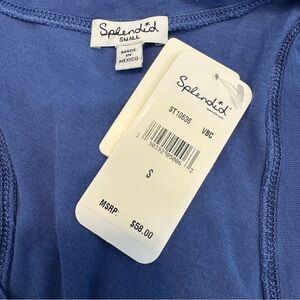 Splendid
SMALL
MADE
IN
MEXICO
Splendid
ST10636 VBC
S
MSRP: $58.00